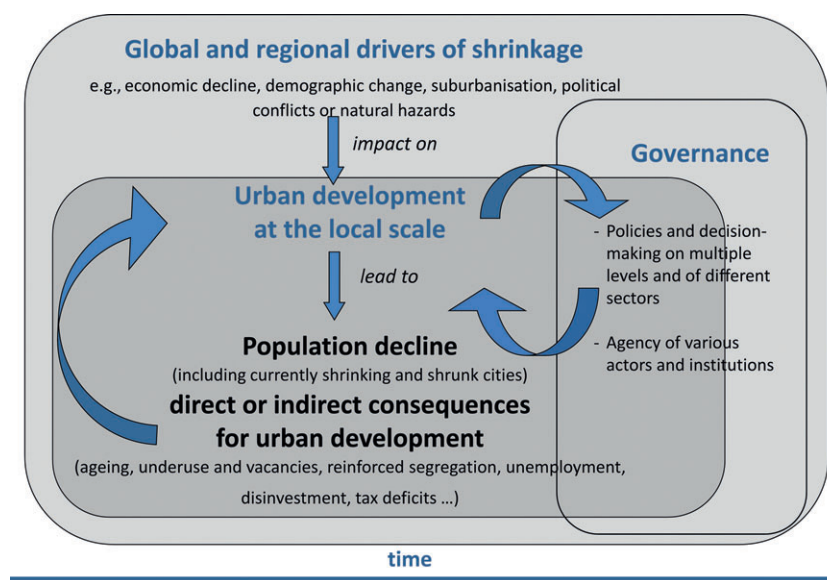 Global and regional drivers of shrinkage
e.g., economic decline, demographic change, suburbanisation, political
conflicts or natural hazards
impact on
Governance
Urban development
at the local scale
- Policies and decision-
making on multiple
levels and of different
sectors
lead to
- Agency of various
actors and institutions
Population decline
(including currently shrinking and shrunk cities)
direct or indirect consequences
for urban development
(ageing, underuse and vacancies, reinforced segregation, unemployment,
disinvestment, tax deficits ...)
time